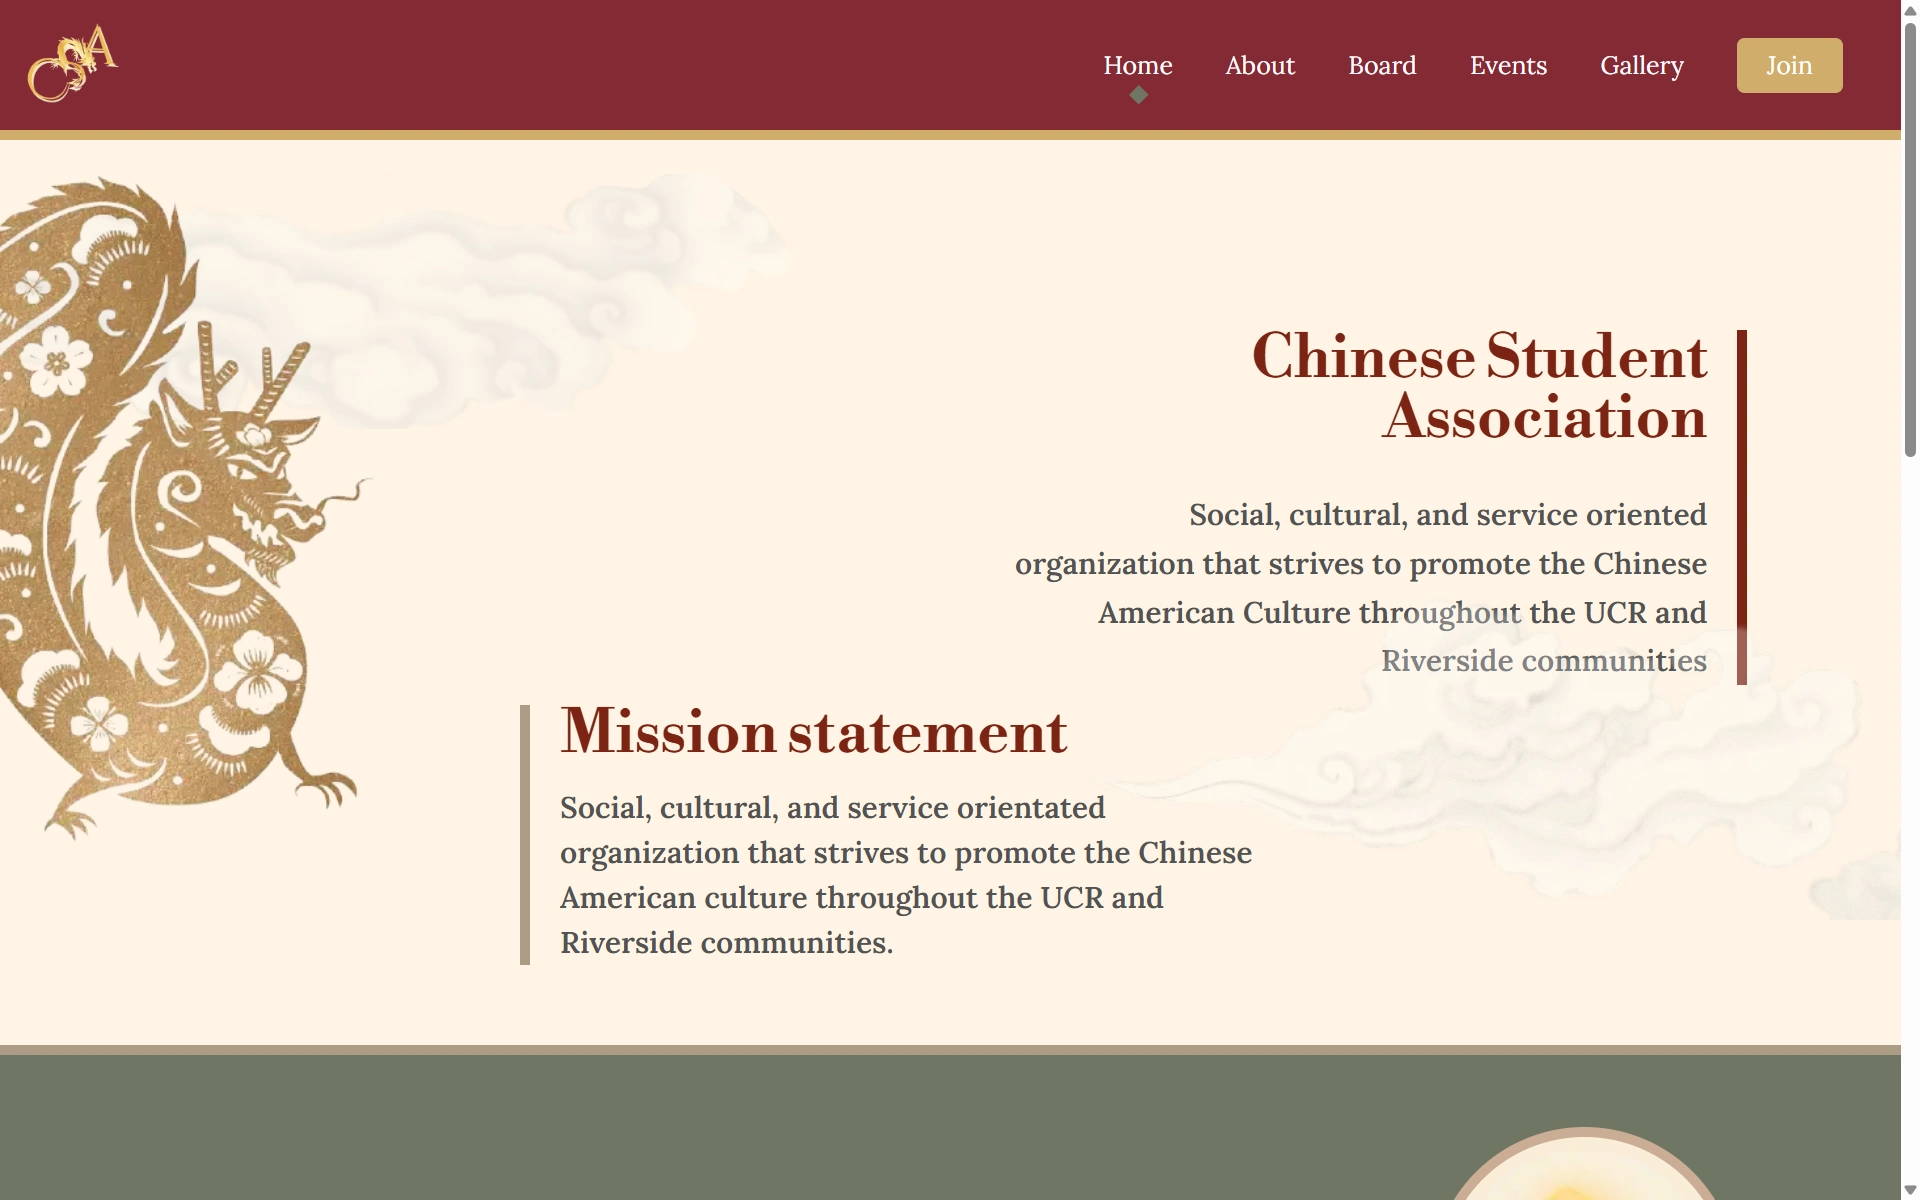 CSA
Home About Board Events Gallery Join
Chinese Student
Association
Social, cultural, and service oriented
organization that strives to promote the Chinese
American Culture throughout the UCR and
Riverside communities
Mission statement
Social, cultural, and service orientated
organization that strives to promote the Chinese
American culture throughout the UCR and
Riverside communities.